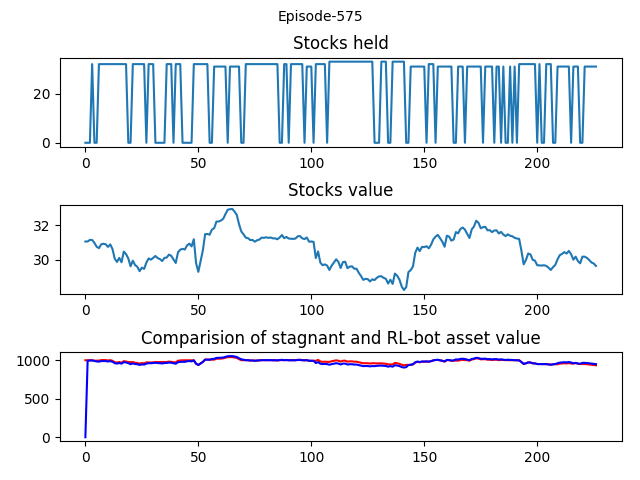 Episode-575
Stocks held
20
0
0 50 100 150 200
Stocks value
32
30
0 50 100 150 200
Comparision of stagnant and RL-bot asset value
1000
500
0
0 50 100 150 200